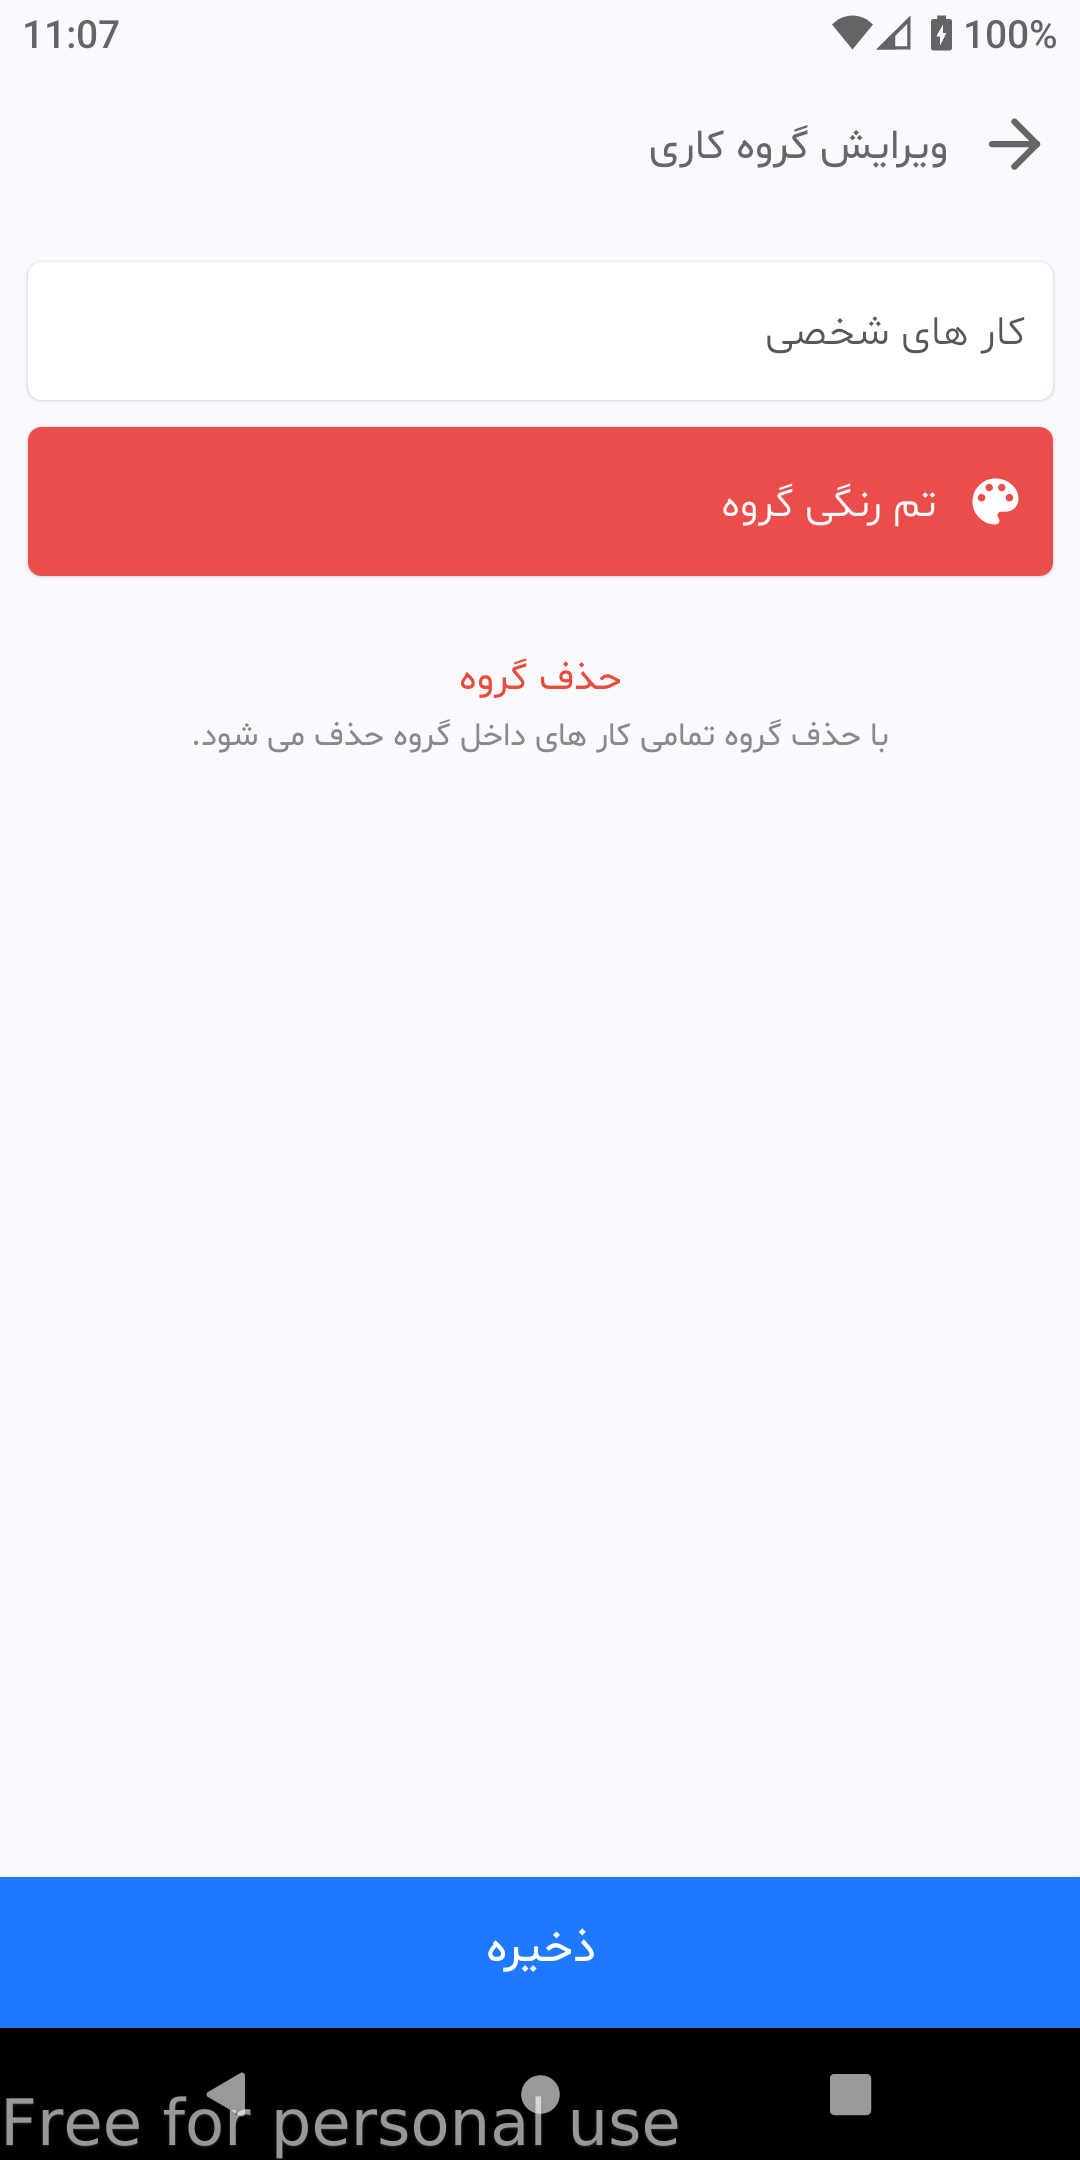 11:07 100%
ویرایش گروه کاری
کار های شخصی
تم رنگی گروه
حذف گروه
با حذف گروه تمامی کار های داخل گروه حذف می شود.
ذخیره
Free for personal use